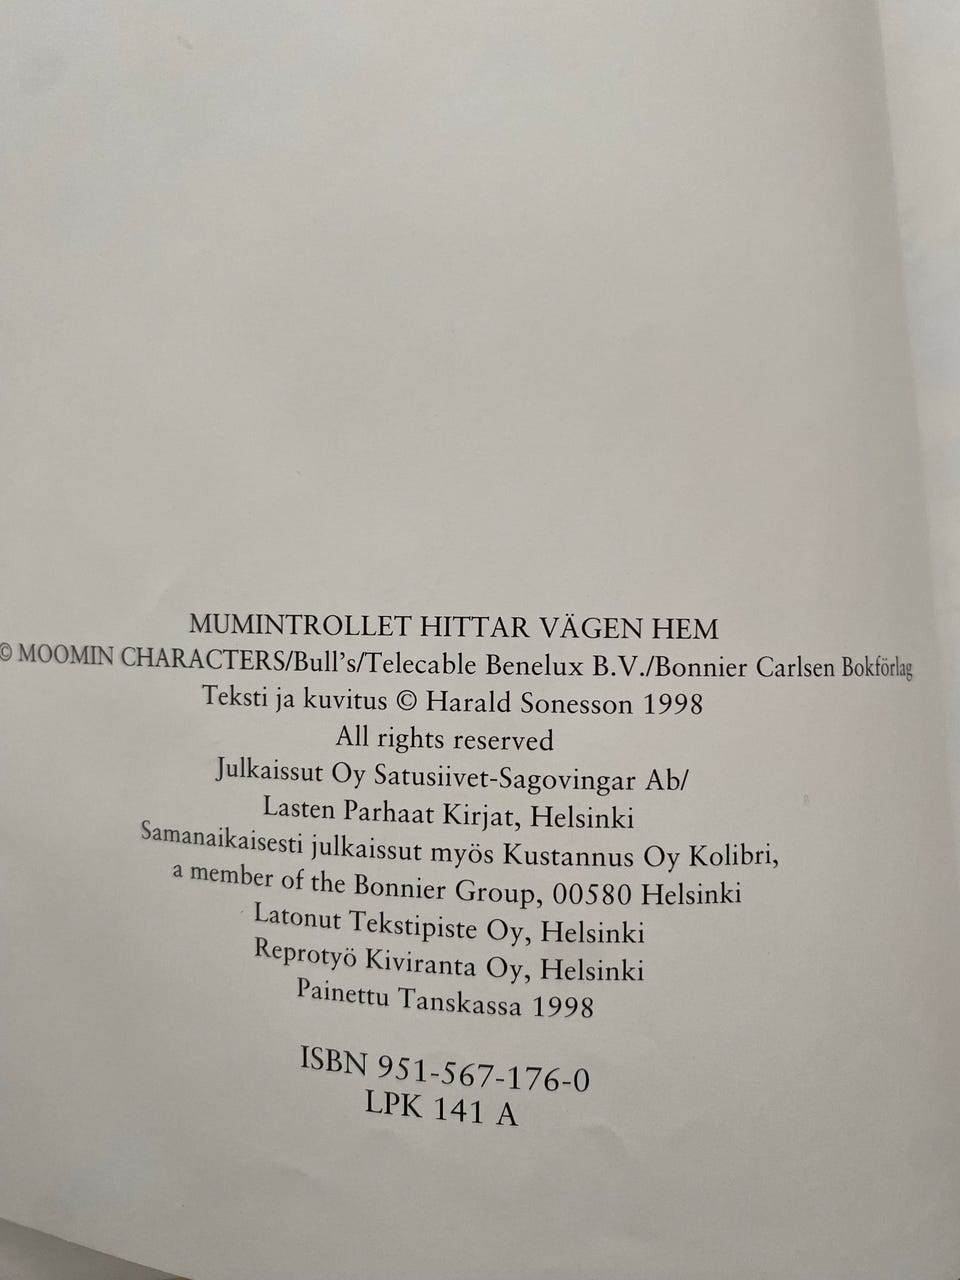 MUMINTROLLET HITTAR VÄGEN HEM
© MOOMIN CHARACTERS/Bull's/Telecable Benelux B.V./Bonnier Carlsen Bokförlag
Teksti ja kuvitus © Harald Sonesson 1998
All rights reserved
Julkaissut Oy Satusiivet-Sagovingar Ab/
Lasten Parhaat Kirjat, Helsinki
Samanaikaisesti julkaissut myös Kustannus Oy Kolibri,
a member of the Bonnier Group, 00580 Helsinki
Latonut Tekstipiste Oy, Helsinki
Reprotyö Kiviranta Oy, Helsinki
Painettu Tanskassa 1998
ISBN 951-567-176-0
LPK 141 A